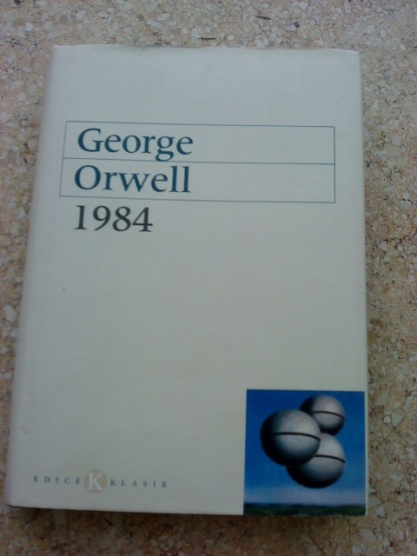 George
Orwell
1984
EDICE K KLASIK